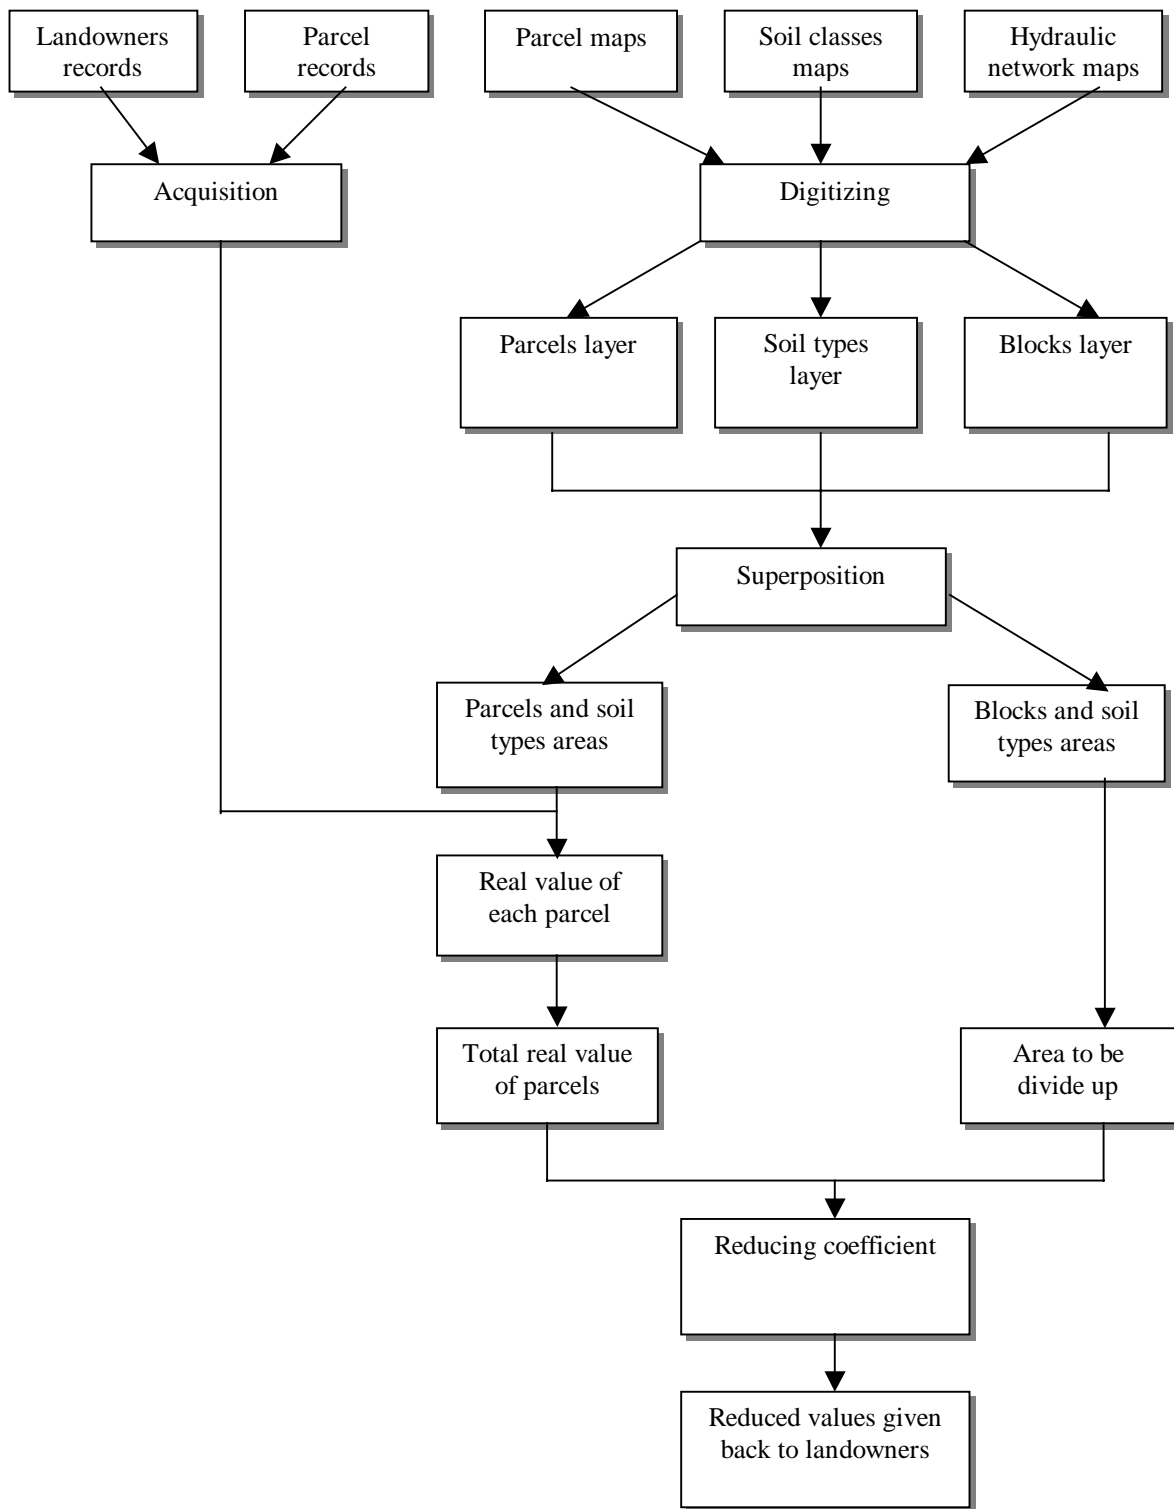 Landowners
records
Parcel
records
Parcel maps
Soil classes
maps
Hydraulic
network maps
Acquisition
Digitizing
Parcels layer
Soil types
layer
Blocks layer
Superposition
Parcels and soil
types areas
Blocks and soil
types areas
Real value of
each parcel
Total real value
of parcels
Area to be
divide up
Reducing coefficient
Reduced values given
back to landowners